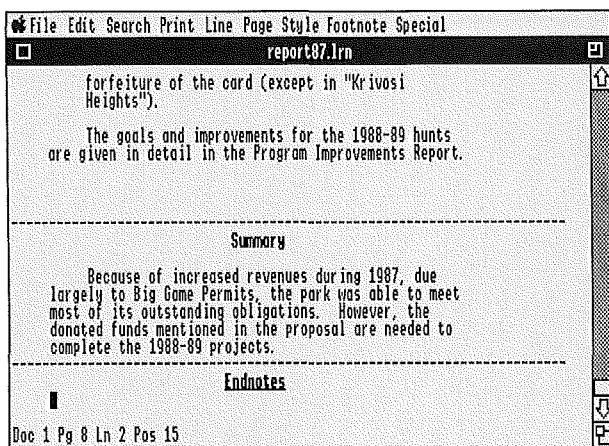 File Edit Search Print Line Page Style Footnote Special
report87.lrn
forfeiture of the card (except in "Krivosi
Heights").
The goals and improvements for the 1988-89 hunts
are given in detail in the Program Improvements Report.
Summary
Because of increased revenues during 1987, due
largely to Big Game Permits, the park was able to meet
most of its outstanding obligations. However, the
donated funds mentioned in the proposal are needed to
complete the 1988-89 projects.
Endnotes
Doc 1 Pg 8 Ln 2 Pos 15